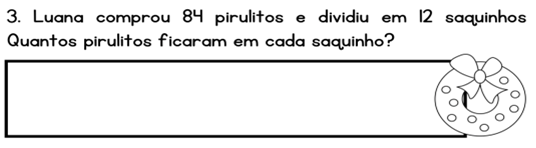 3. Luana comprou 84 pirulitos e dividiu em 12 saquinhos
Quantos pirulitos ficaram em cada saquinho?